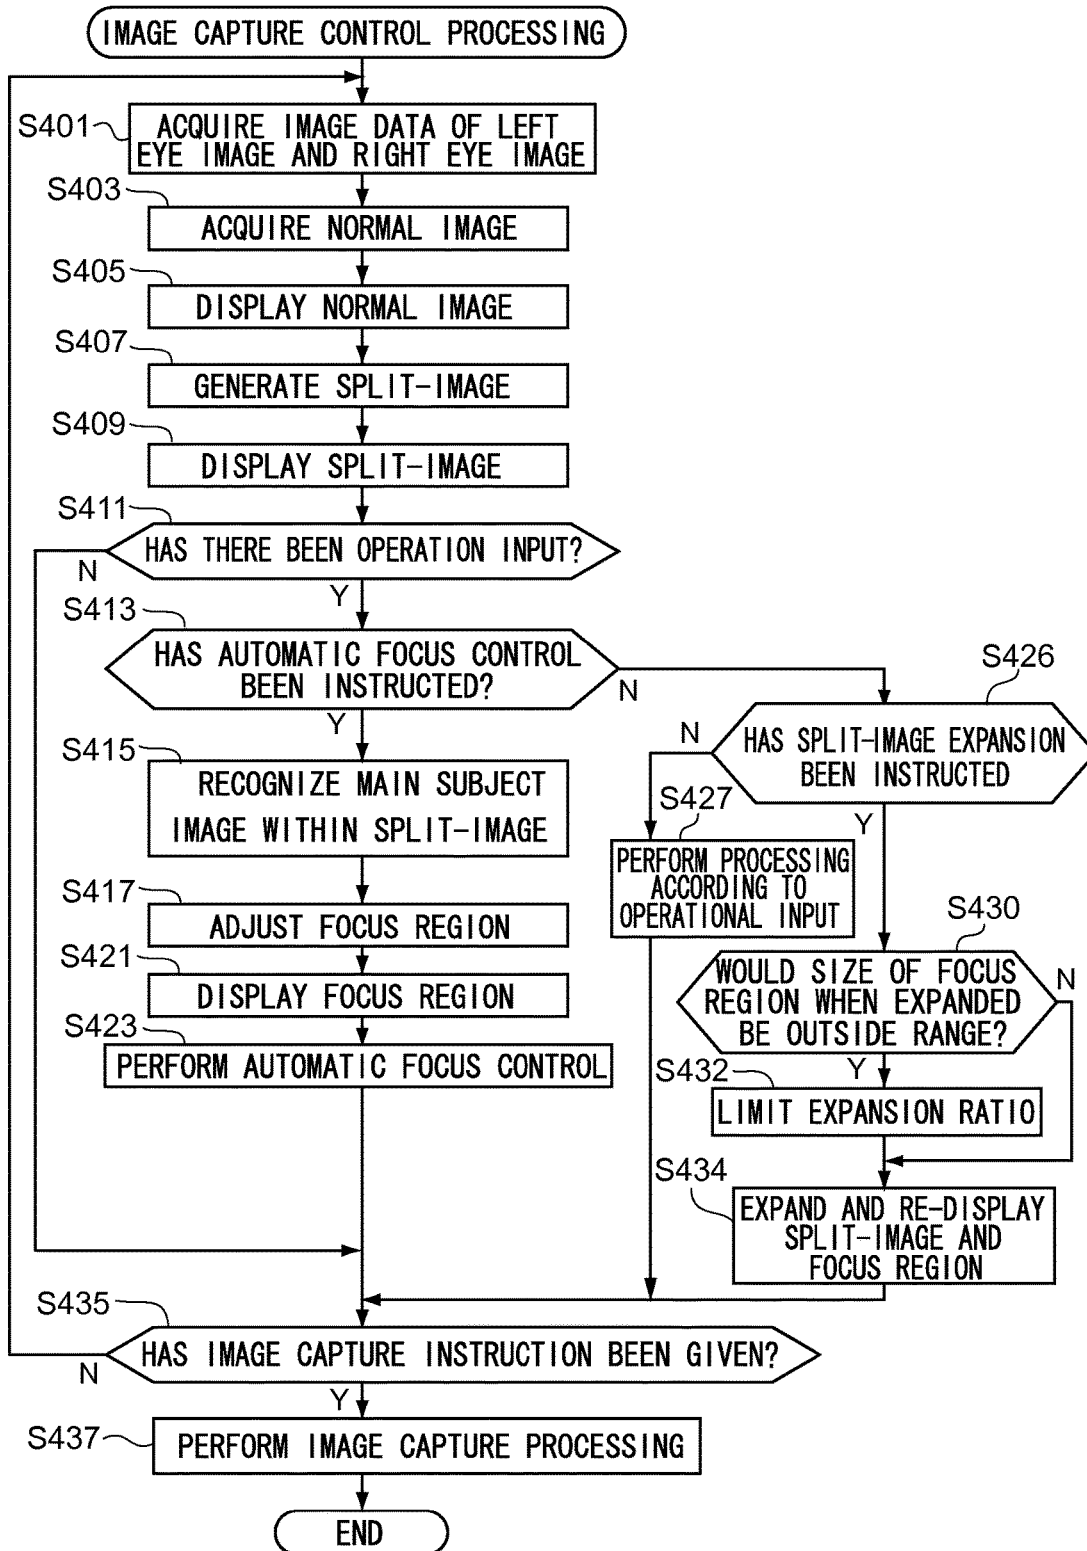 IMAGE CAPTURE CONTROL PROCESSING
S401
ACQUIRE IMAGE DATA OF LEFT
EYE IMAGE AND RIGHT EYE IMAGE
S403
ACQUIRE NORMAL IMAGE
S405
DISPLAY NORMAL IMAGE
S407
GENERATE SPLIT-IMAGE
S409
DISPLAY SPLIT-IMAGE
S411
HAS THERE BEEN OPERATION INPUT?
N
Y
S413
HAS AUTOMATIC FOCUS CONTROL
BEEN INSTRUCTED?
N
Y
S415
RECOGNIZE MAIN SUBJECT
IMAGE WITHIN SPLIT-IMAGE
S417
ADJUST FOCUS REGION
S421
DISPLAY FOCUS REGION
S423
PERFORM AUTOMATIC FOCUS CONTROL
S426
HAS SPLIT-IMAGE EXPANSION
BEEN INSTRUCTED
N
Y
S427
PERFORM PROCESSING
ACCORDING TO
OPERATIONAL INPUT
S430
WOULD SIZE OF FOCUS
REGION WHEN EXPANDED
BE OUTSIDE RANGE?
N
Y
S432
LIMIT EXPANSION RATIO
S434
EXPAND AND RE-DISPLAY
SPLIT-IMAGE AND
FOCUS REGION
S435
HAS IMAGE CAPTURE INSTRUCTION BEEN GIVEN?
N
Y
S437
PERFORM IMAGE CAPTURE PROCESSING
END